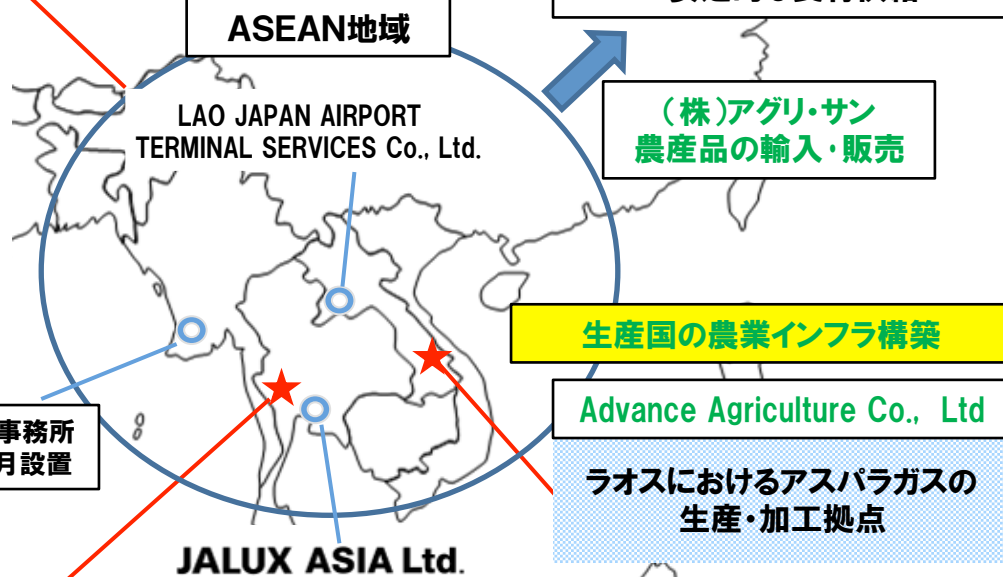 ASEAN地域
LAO JAPAN AIRPORT
TERMINAL SERVICES Co., Ltd.
(株)アグリ・サン
農産品の輸入・販売
生産国の農業インフラ構築
Advance Agriculture Co., Ltd
事務所
月設置
ラオスにおけるアスパラガスの
生産・加工拠点
JALUX ASIA Ltd.